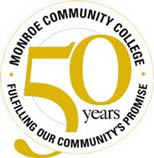 MONROE COMMUNITY COLLEGE
50
years
FULFILLING OUR COMMUNITY'S PROMISE